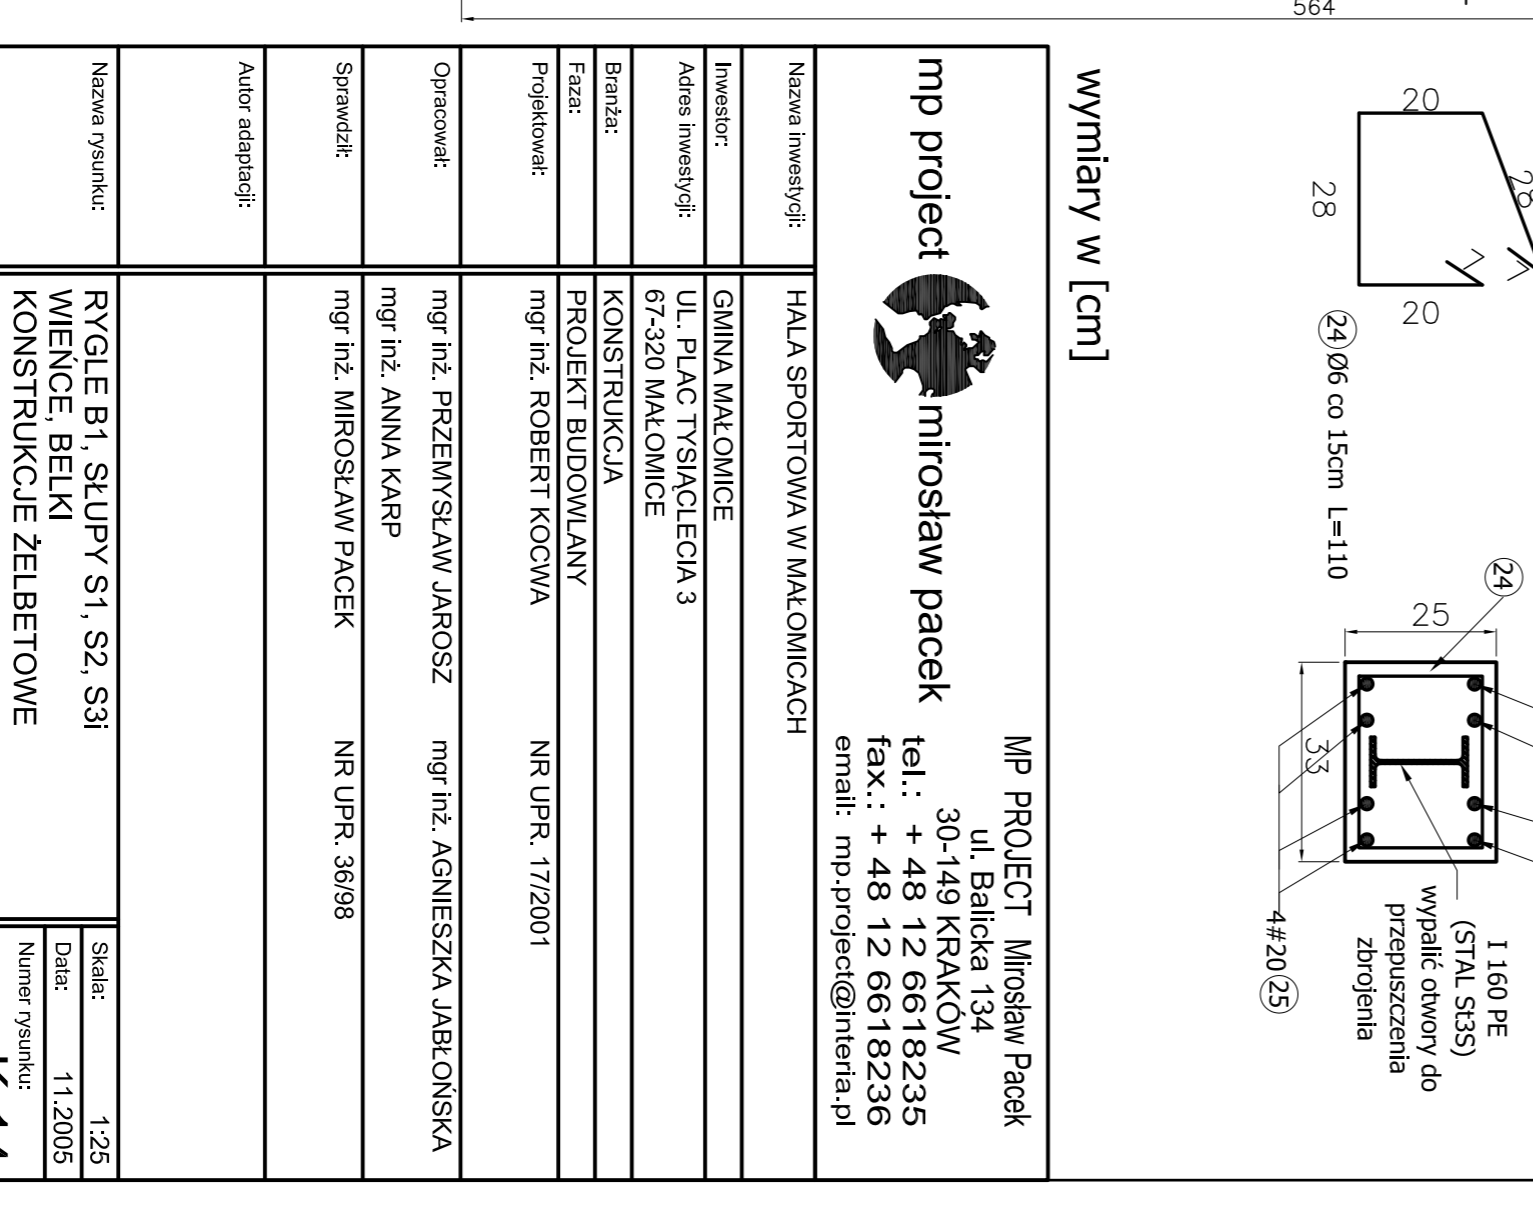 564
20
28
28
7
7
20
24 Ø6 co 15cm L=110
24
25
33
4#20 25
I 160 PE
(STAL St3S)
wypalić otwory do
przepuszczenia
zbrojenia
wymiary w [cm]
mp project mirosław pacek
MP PROJECT Mirosław Pacek
ul. Balicka 134
30-149 KRAKÓW
tel.: + 48 12 6618235
fax.: + 48 12 6618236
email: mp.project@interia.pl
Nazwa inwestycji: HALA SPORTOWA W MAŁOMICACH
Inwestor: GMINA MAŁOMICE
Adres inwestycji: UL. PLAC TYSIĄCLECIA 3
67-320 MAŁOMICE
Branża: KONSTRUKCJA
Faza: PROJEKT BUDOWLANY
Projektował: mgr inż. ROBERT KOCWA NR UPR. 17/2001
Opracował: mgr inż. PRZEMYSŁAW JAROSZ mgr inż. AGNIESZKA JABŁOŃSKA
mgr inż. ANNA KARP
Sprawdził: mgr inż. MIROSŁAW PACEK NR UPR. 36/98
Autor adaptacji:
Nazwa rysunku: RYGLE B1, SŁUPY S1, S2, S3i
WIEŃCE, BELKI
KONSTRUKCJE ŻELBETOWE
Skala: 1:25
Data: 11.2005
Numer rysunku: